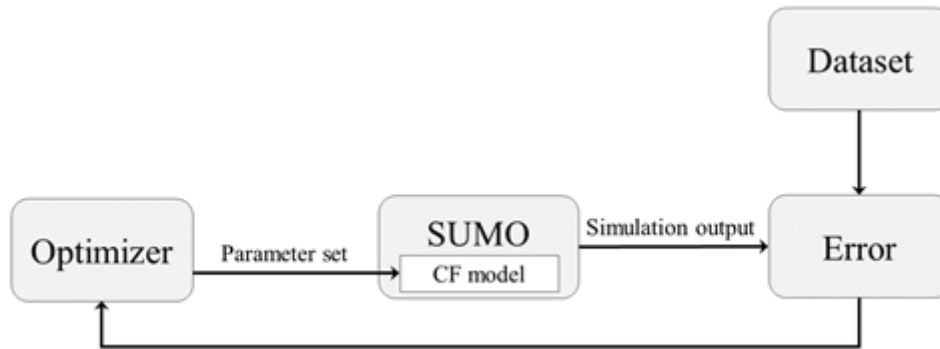 Dataset
Optimizer
Parameter set
SUMO
CF model
Simulation output
Error